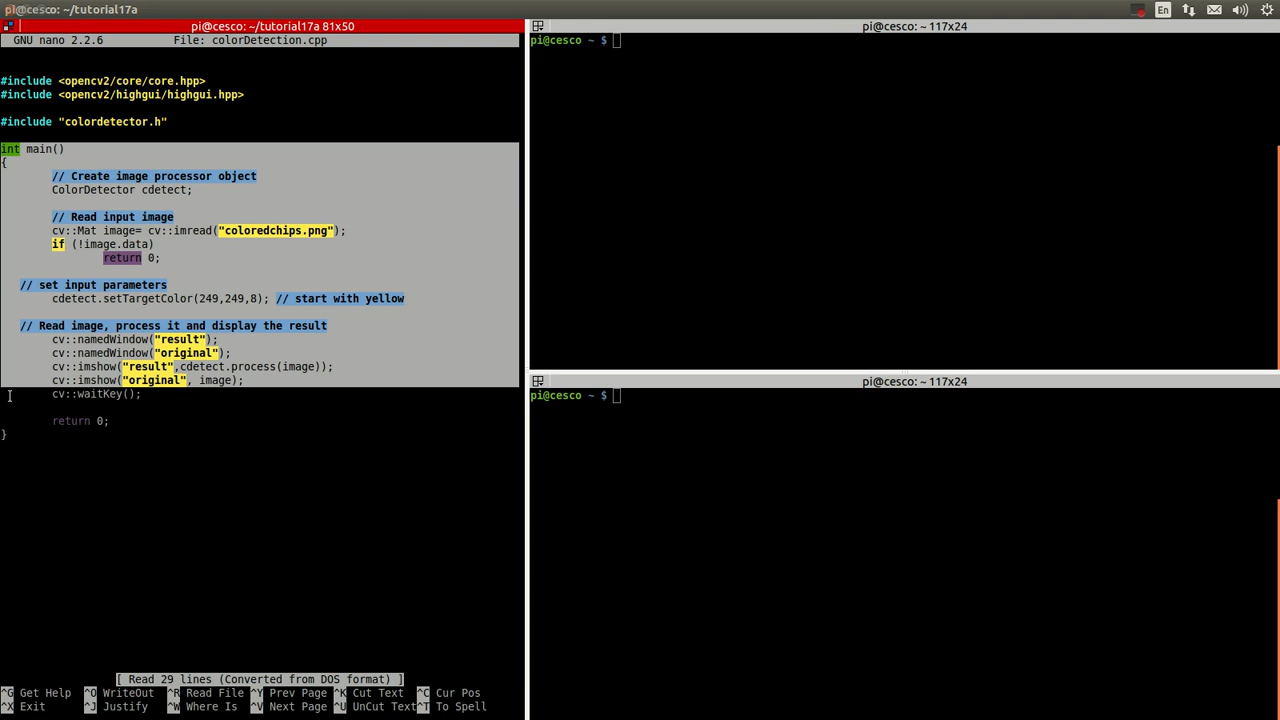 pi@cesco: ~/tutorial17a
En
pi@cesco: ~/tutorial17a 81x50
GNU nano 2.2.6 File: colorDetection.cpp
#include <opencv2/core/core.hpp>
#include <opencv2/highgui/highgui.hpp>
#include "colordetector.h"
int main()
{
// Create image processor object
ColorDetector cdetect;
// Read input image
cv::Mat image= cv::imread("coloredchips.png");
if (!image.data)
return 0;
// set input parameters
cdetect.setTargetColor(249,249,8); // start with yellow
// Read image, process it and display the result
cv::namedWindow("result");
cv::namedWindow("original");
cv::imshow("result",cdetect.process(image));
cv::imshow("original", image);
cv::waitKey();
return 0;
}
[ Read 29 lines (Converted from DOS format) ]
^G Get Help ^O WriteOut ^R Read File ^Y Prev Page ^K Cut Text ^C Cur Pos
^X Exit ^J Justify ^W Where Is ^V Next Page ^U UnCut Text^T To Spell
pi@cesco: ~ 117x24
pi@cesco ~ $
pi@cesco: ~ 117x24
pi@cesco ~ $